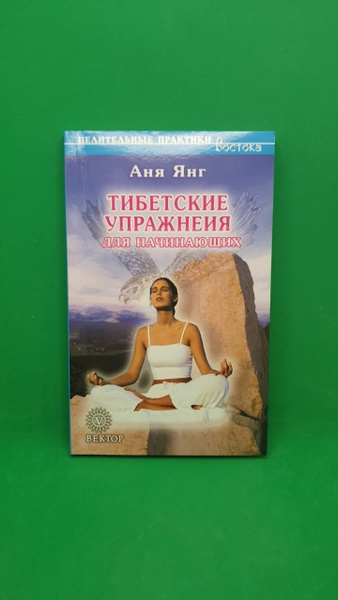 ЦЕЛИТЕЛЬНЫЕ ПРАКТИКИ ВОСТОКА
АНЯ ЯНГ
ТИБЕТСКИЕ
УПРАЖНЕИЯ
ДЛЯ НАЧИНАЮЩИХ
ВЕКТОР